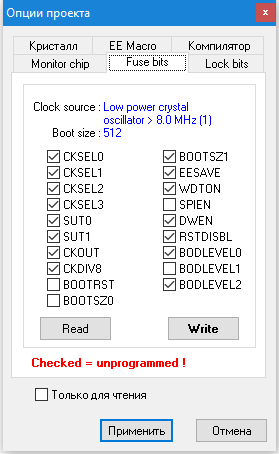 Опции проекта
Кристалл EE Macro Компилятор
Monitor chip Fuse bits Lock bits
Clock source : Low power crystal
oscillator > 8.0 MHz (1)
Boot size : 512
CKSEL0 BOOTSZ1
CKSEL1 EESAVE
CKSEL2 WDTON
CKSEL3 SPIEN
SUT0 DWEN
SUT1 RSTDISBL
CKOUT BODLEVEL0
CKDIV8 BODLEVEL1
BOOTRST BODLEVEL2
BOOTSZ0
Read Write
Checked = unprogrammed !
Только для чтения
Применить Отмена